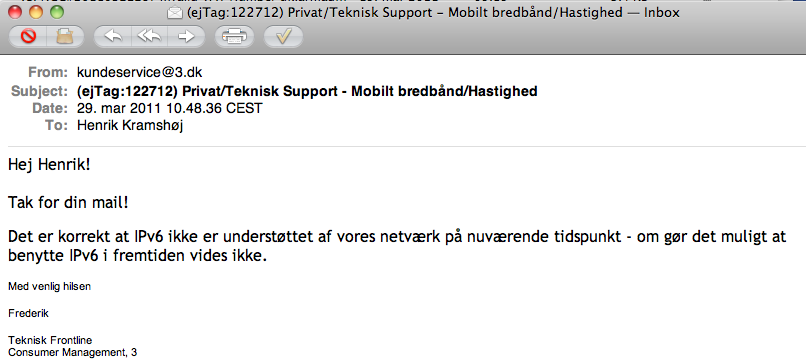 (ejTag:122712) Privat/Teknisk Support – Mobilt bredbånd/Hastighed — Inbox
From: kundeservice@3.dk
Subject: (ejTag:122712) Privat/Teknisk Support - Mobilt bredbånd/Hastighed
Date: 29. mar 2011 10.48.36 CEST
To: Henrik Kramshøj
Hej Henrik!
Tak for din mail!
Det er korrekt at IPv6 ikke er understøttet af vores netværk på nuværende tidspunkt - om gør det muligt at
benytte IPv6 i fremtiden vides ikke.
Med venlig hilsen
Frederik
Teknisk Frontline
Consumer Management, 3